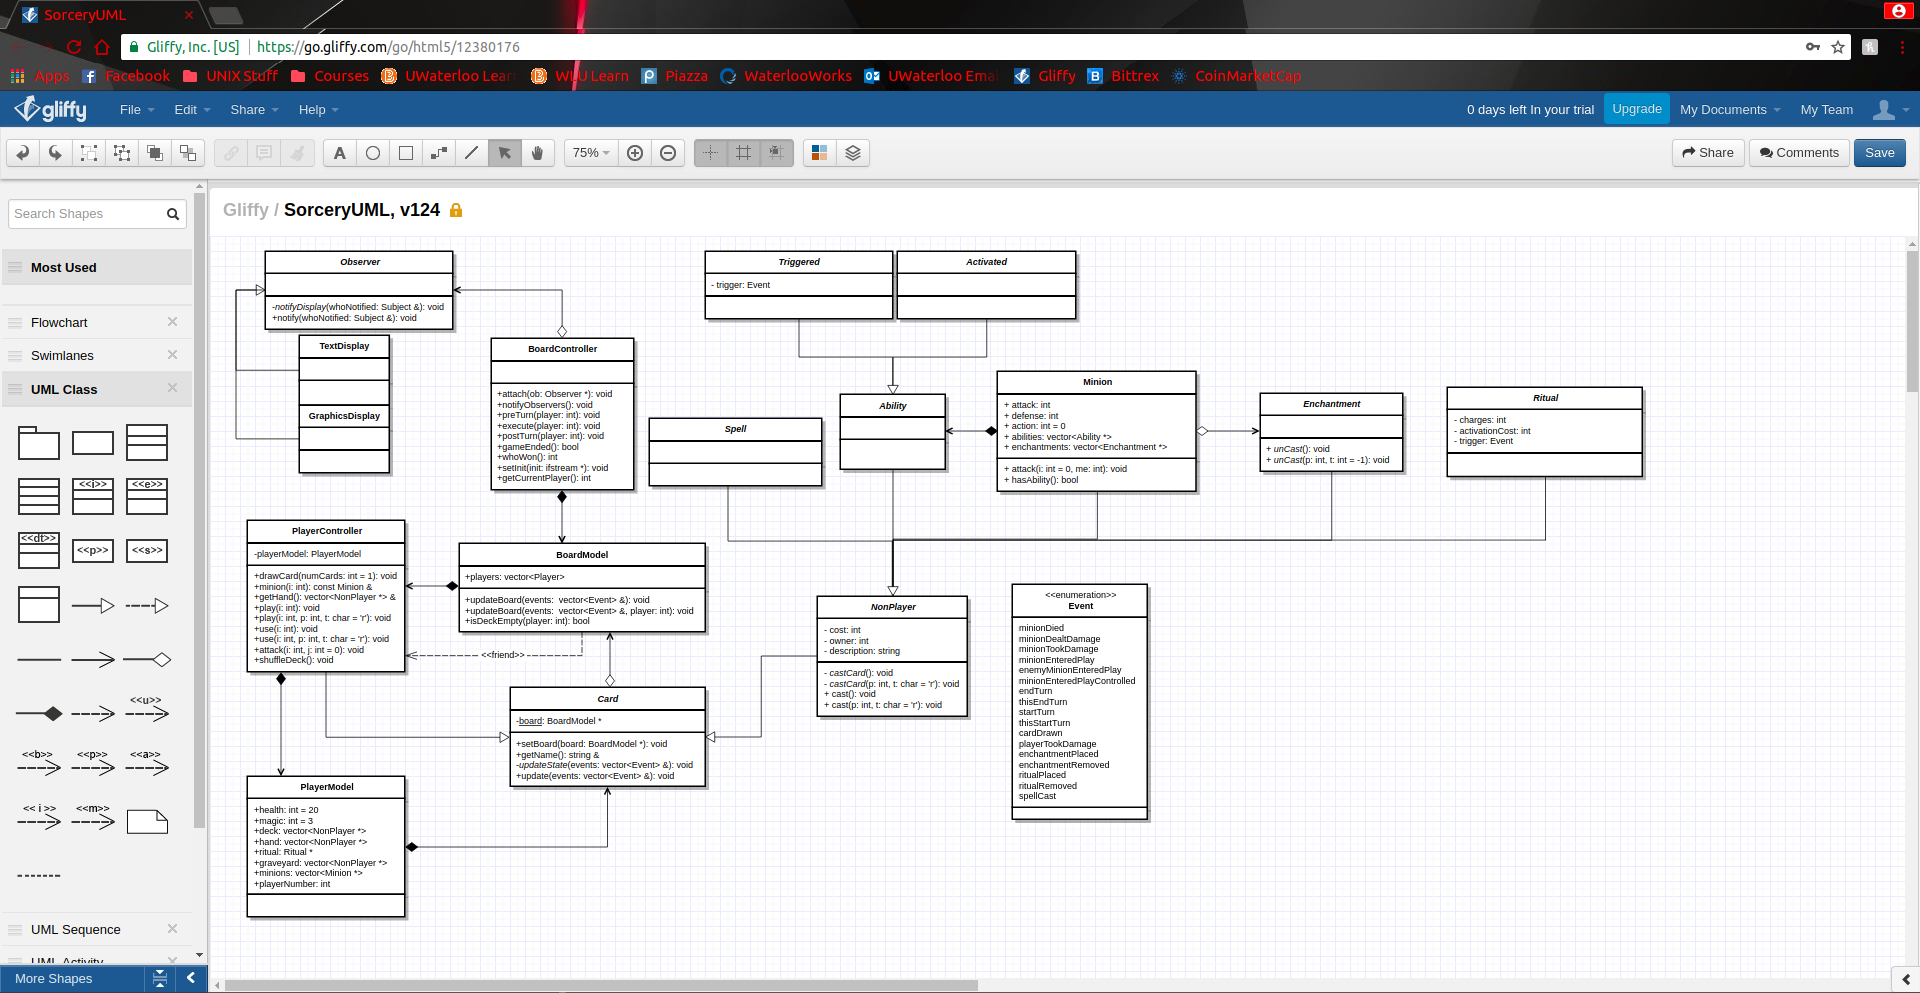 SorceryUML
Gliffy, Inc. [US]
https://go.gliffy.com/go/html5/12380176
Apps
Facebook
UNIX Stuff
Courses
UWaterloo Lear
WLU Learn
Piazza
WaterlooWorks
UWaterloo Ema
Gliffy
Bittrex
CoinMarketCap
gliffy
File
Edit
Share
Help
0 days left In your trial
Upgrade
My Documents
My Team
A
75%
Share
Comments
Save
Search Shapes
Most Used
Flowchart
Swimlanes
UML Class
<<i>>
<<e>>
<<dt>>
<<p>>
<<s>>
<<u>>
<<b>>
<<p>>
<<a>>
<< i >>
<<m>>
UML Sequence
UML Activity
More Shapes
Gliffy / SorceryUML, v124
Observer
-notifyDisplay(whoNotified: Subject &): void
+notify(whoNotified: Subject &): void
TextDisplay
GraphicsDisplay
BoardController
+attach(ob: Observer *): void
+notifyObservers(): void
+preTurn(player: int): void
+execute(player: int): void
+postTurn(player: int): void
+gameEnded(): bool
+whoWon(): int
+setInit(init: ifstream *): void
+getCurrentPlayer(): int
Triggered
- trigger: Event
Activated
Spell
Ability
Minion
+ attack: int
+ defense: int
+ action: int = 0
+ abilities: vector<Ability *>
+ enchantments: vector<Enchantment *>
+ attack(i: int = 0, me: int): void
+ hasAbility(): bool
Enchantment
+ unCast(): void
+ unCast(p: int, t: int = -1): void
Ritual
- charges: int
- activationCost: int
- trigger: Event
PlayerController
-playerModel: PlayerModel
+drawCard(numCards: int = 1): void
+minion(i: int): const Minion &
+getHand(): vector<NonPlayer *> &
+play(i: int): void
+play(i: int, p: int, t: char = 'r'): void
+use(i: int): void
+use(i: int, p: int, t: char = 'r'): void
+attack(i: int, j: int = 0): void
+shuffleDeck(): void
BoardModel
+players: vector<Player>
+updateBoard(events:  vector<Event> &): void
+updateBoard(events:  vector<Event> &, player: int): void
+isDeckEmpty(player: int): bool
<<friend>>
Card
-board: BoardModel *
+setBoard(board: BoardModel *): void
+getName(): string &
-updateState(events: vector<Event> &): void
+update(events: vector<Event> &): void
NonPlayer
- cost: int
- owner: int
- description: string
- castCard(): void
- castCard(p: int, t: char = 'r'): void
+ cast(): void
+ cast(p: int, t: char = 'r'): void
<<enumeration>>
Event
minionDied
minionDealtDamage
minionTookDamage
minionEnteredPlay
enemyMinionEnteredPlay
minionEnteredPlayControlled
endTurn
thisEndTurn
startTurn
thisStartTurn
cardDrawn
playerTookDamage
enchantmentPlaced
enchantmentRemoved
ritualPlaced
ritualRemoved
spellCast
PlayerModel
+health: int = 20
+magic: int = 3
+deck: vector<NonPlayer *>
+hand: vector<NonPlayer *>
+ritual: Ritual *
+graveyard: vector<NonPlayer *>
+minions: vector<Minion *>
+playerNumber: int